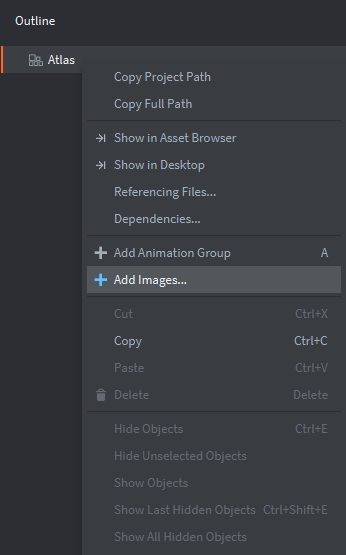 Outline
Atlas
Copy Project Path
Copy Full Path
Show in Asset Browser
Show in Desktop
Referencing Files...
Dependencies...
Add Animation Group A
Add Images...
Cut Ctrl+X
Copy Ctrl+C
Paste Ctrl+V
Delete Delete
Hide Objects Ctrl+E
Hide Unselected Objects
Show Objects
Show Last Hidden Objects Ctrl+Shift+E
Show All Hidden Objects